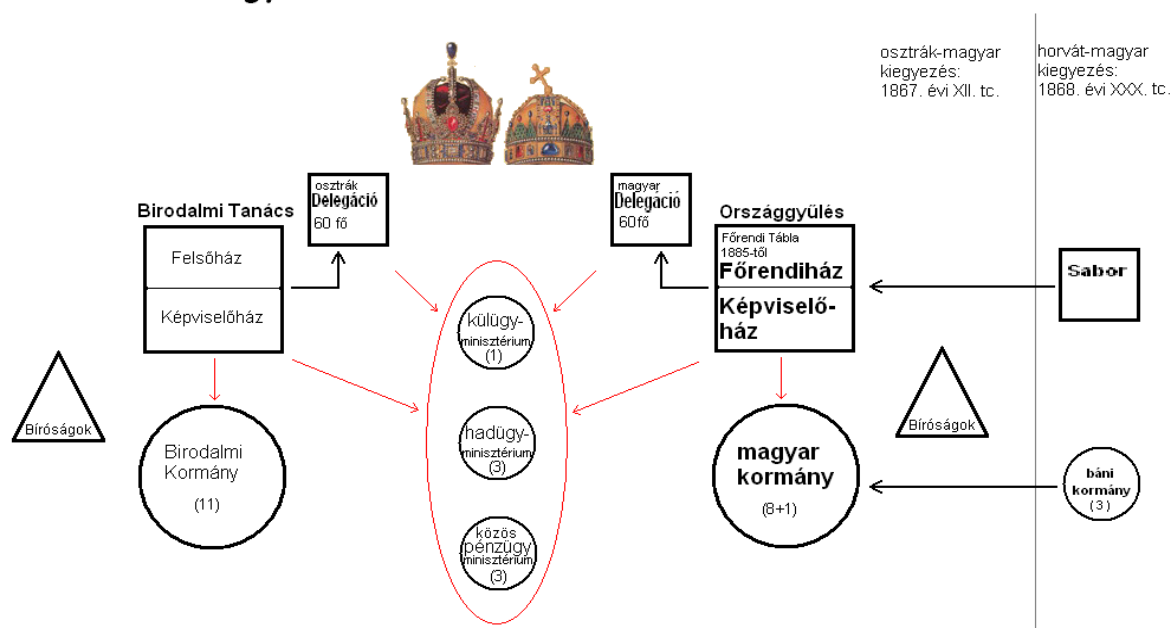 osztrák-magyar
kiegyezés:
1867. évi XII. tc.
horvát-magyar
kiegyezés:
1868. évi XXX. tc.
osztrák
Delegáció
60 fő
magyar
Delegáció
60fő
Birodalmi Tanács
Felsőház
Képviselőház
Országgyűlés
Főrendi Tábla
1885-től
Főrendiház
Képviselő-
ház
Sabor
külügy-
minisztérium
(1)
hadügy-
minisztérium
(3)
közös
pénzügy
minisztérium
(3)
Bíróságok
Birodalmi
Kormány
(11)
magyar
kormány
(8+1)
Bíróságok
báni
kormány
(3)